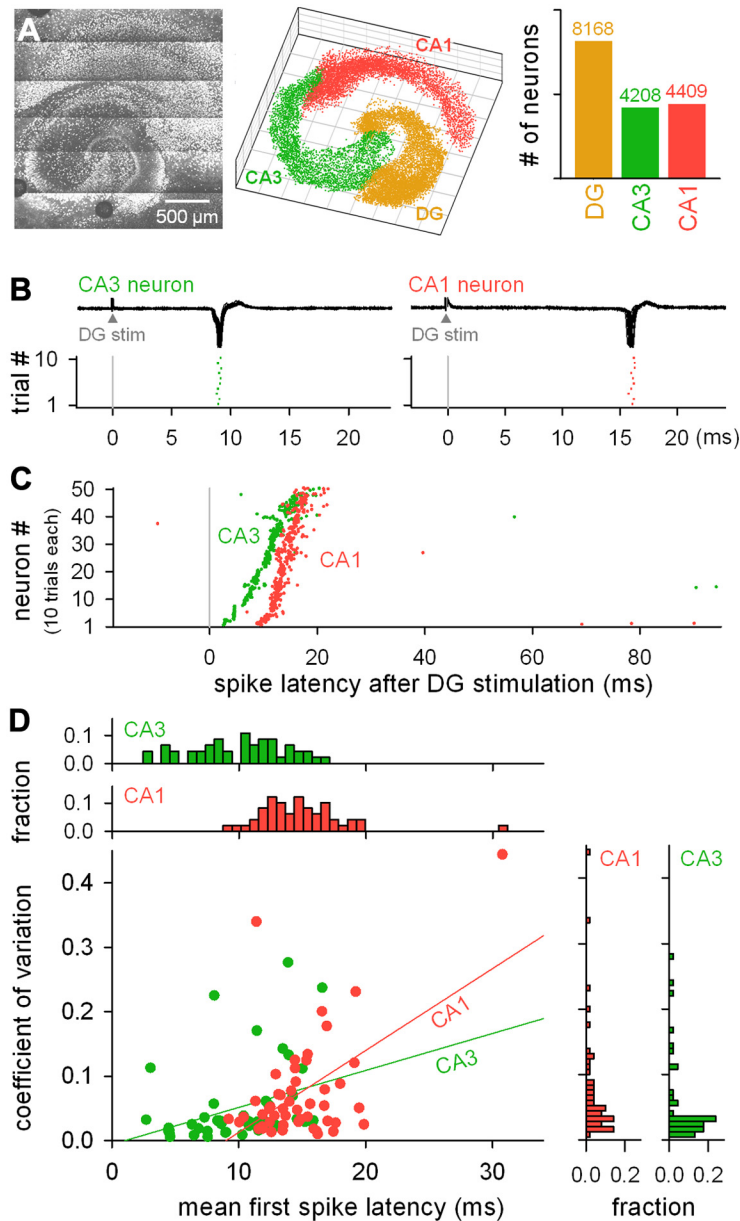 A
500 μm
CA1
CA3
DG
# of neurons
8168
4208
4409
DG
CA3
CA1
B
CA3 neuron
CA1 neuron
DG stim
DG stim
trial #
10
1
0 5 10 15 20
0 5 10 15 20 (ms)
C
neuron #
(10 trials each)
50
40
30
20
10
1
CA3
CA1
0 20 40 60 80
spike latency after DG stimulation (ms)
D
fraction
0.1
0.0
CA3
0.1
0.0
CA1
0 10 20 30
coefficient of variation
0.4
0.3
0.2
0.1
0.0
CA1
CA3
0 10 20 30
mean first spike latency (ms)
CA1
CA3
0.0 0.2
0.0 0.2
fraction